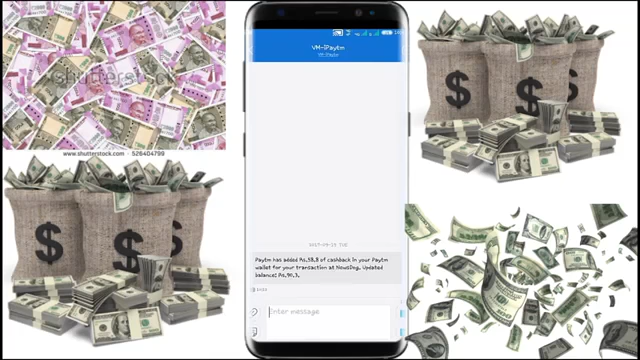 shutterstock
www.shutterstock.com · 526404799
VM-iPaytm
2017-09-19 TUE
Paytm has added Rs.38.8 of cashback in your Paytm
wallet for your transaction at NewsDog. Updated
balance: Rs.90.3.
Enter message
$
$
$
$